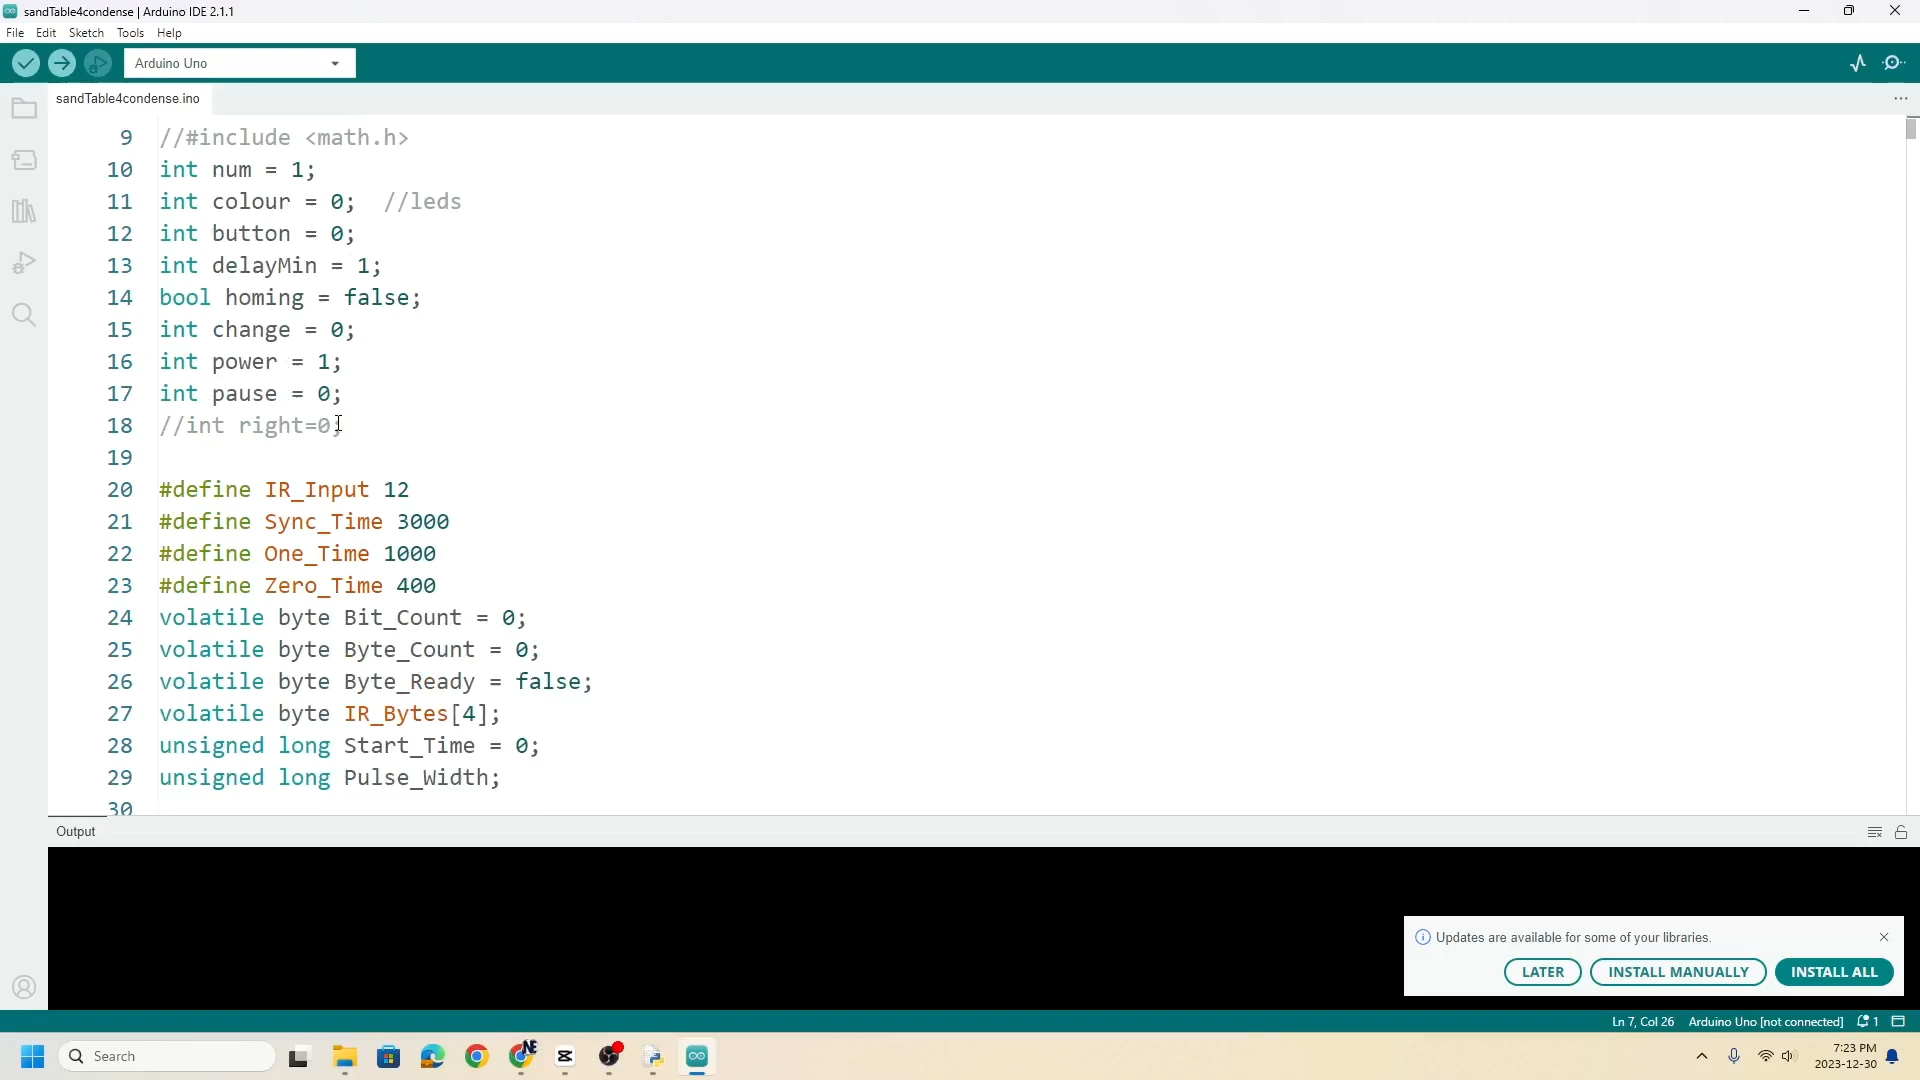 sandTable4condense | Arduino IDE 2.1.1
File Edit Sketch Tools Help
Arduino Uno
sandTable4condense.ino
9 //#include <math.h>
10 int num = 1;
11 int colour = 0;  //leds
12 int button = 0;
13 int delayMin = 1;
14 bool homing = false;
15 int change = 0;
16 int power = 1;
17 int pause = 0;
18 //int right=0;
19
20 #define IR_Input 12
21 #define Sync_Time 3000
22 #define One_Time 1000
23 #define Zero_Time 400
24 volatile byte Bit_Count = 0;
25 volatile byte Byte_Count = 0;
26 volatile byte Byte_Ready = false;
27 volatile byte IR_Bytes[4];
28 unsigned long Start_Time = 0;
29 unsigned long Pulse_Width;
30
Output
Updates are available for some of your libraries.
LATER INSTALL MANUALLY INSTALL ALL
Ln 7, Col 26 Arduino Uno [not connected] 1
Search
NE
7:23 PM
2023-12-30